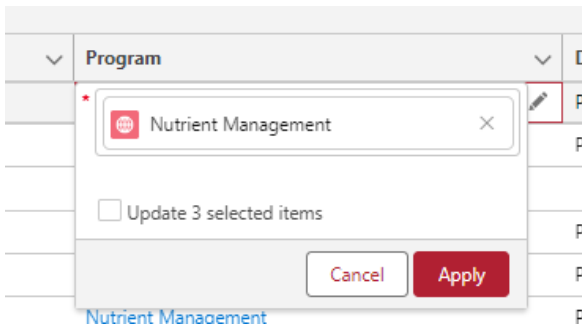 Program
* Nutrient Management
Update 3 selected items
Cancel Apply
Nutrient Management